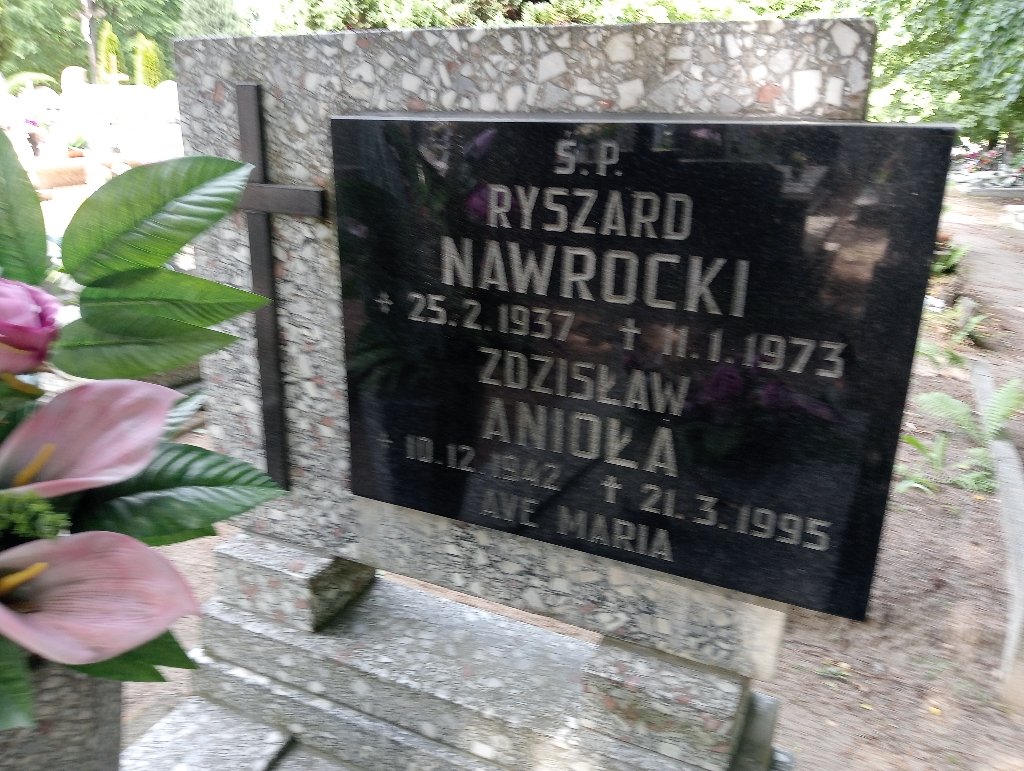 Ś.P.
RYSZARD
NAWROCKI
* 25.2.1937 † 11.1.1973
ZDZISŁAW
ANIOŁA
* 10.12.1942 † 21.3.1995
AVE MARIA